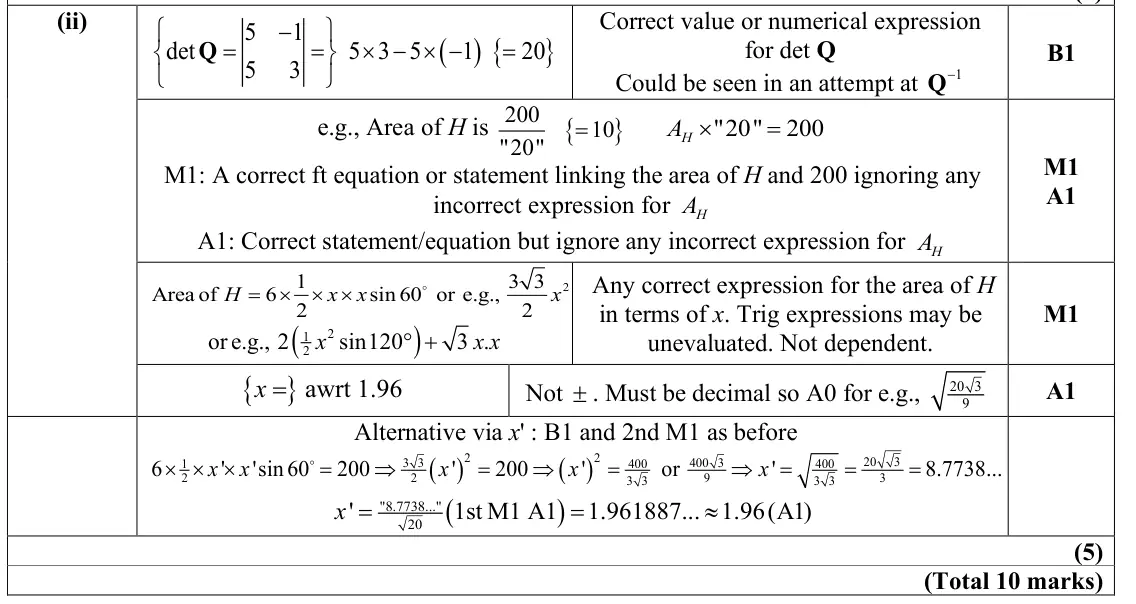 (ii)
{det Q = |5 −1; 5 3| =} 5×3−5×(−1) {= 20}
Correct value or numerical expression
for det Q
Could be seen in an attempt at Q⁻¹
B1
e.g., Area of H is 200/"20" {=10} A_H ×"20" = 200
M1: A correct ft equation or statement linking the area of H and 200 ignoring any
incorrect expression for A_H
A1: Correct statement/equation but ignore any incorrect expression for A_H
M1
A1
Area of H = 6×½×x×x sin 60° or e.g., (3√3/2)x²
or e.g., 2(½x² sin120°)+ √3 x.x
Any correct expression for the area of H
in terms of x. Trig expressions may be
unevaluated. Not dependent.
M1
{x =} awrt 1.96
Not ± . Must be decimal so A0 for e.g., √(20√3/9)
A1
Alternative via x' : B1 and 2nd M1 as before
6×½×x'×x'sin 60° = 200 ⇒ (3√3/2)(x')² = 200 ⇒ (x')² = 400/(3√3) or 400√3/9 ⇒ x' = √(400/(3√3)) = 20√(√3)/3 = 8.7738...
x' = "8.7738..."/√20 (1st M1 A1) = 1.961887... ≈ 1.96 (A1)
(5)
(Total 10 marks)